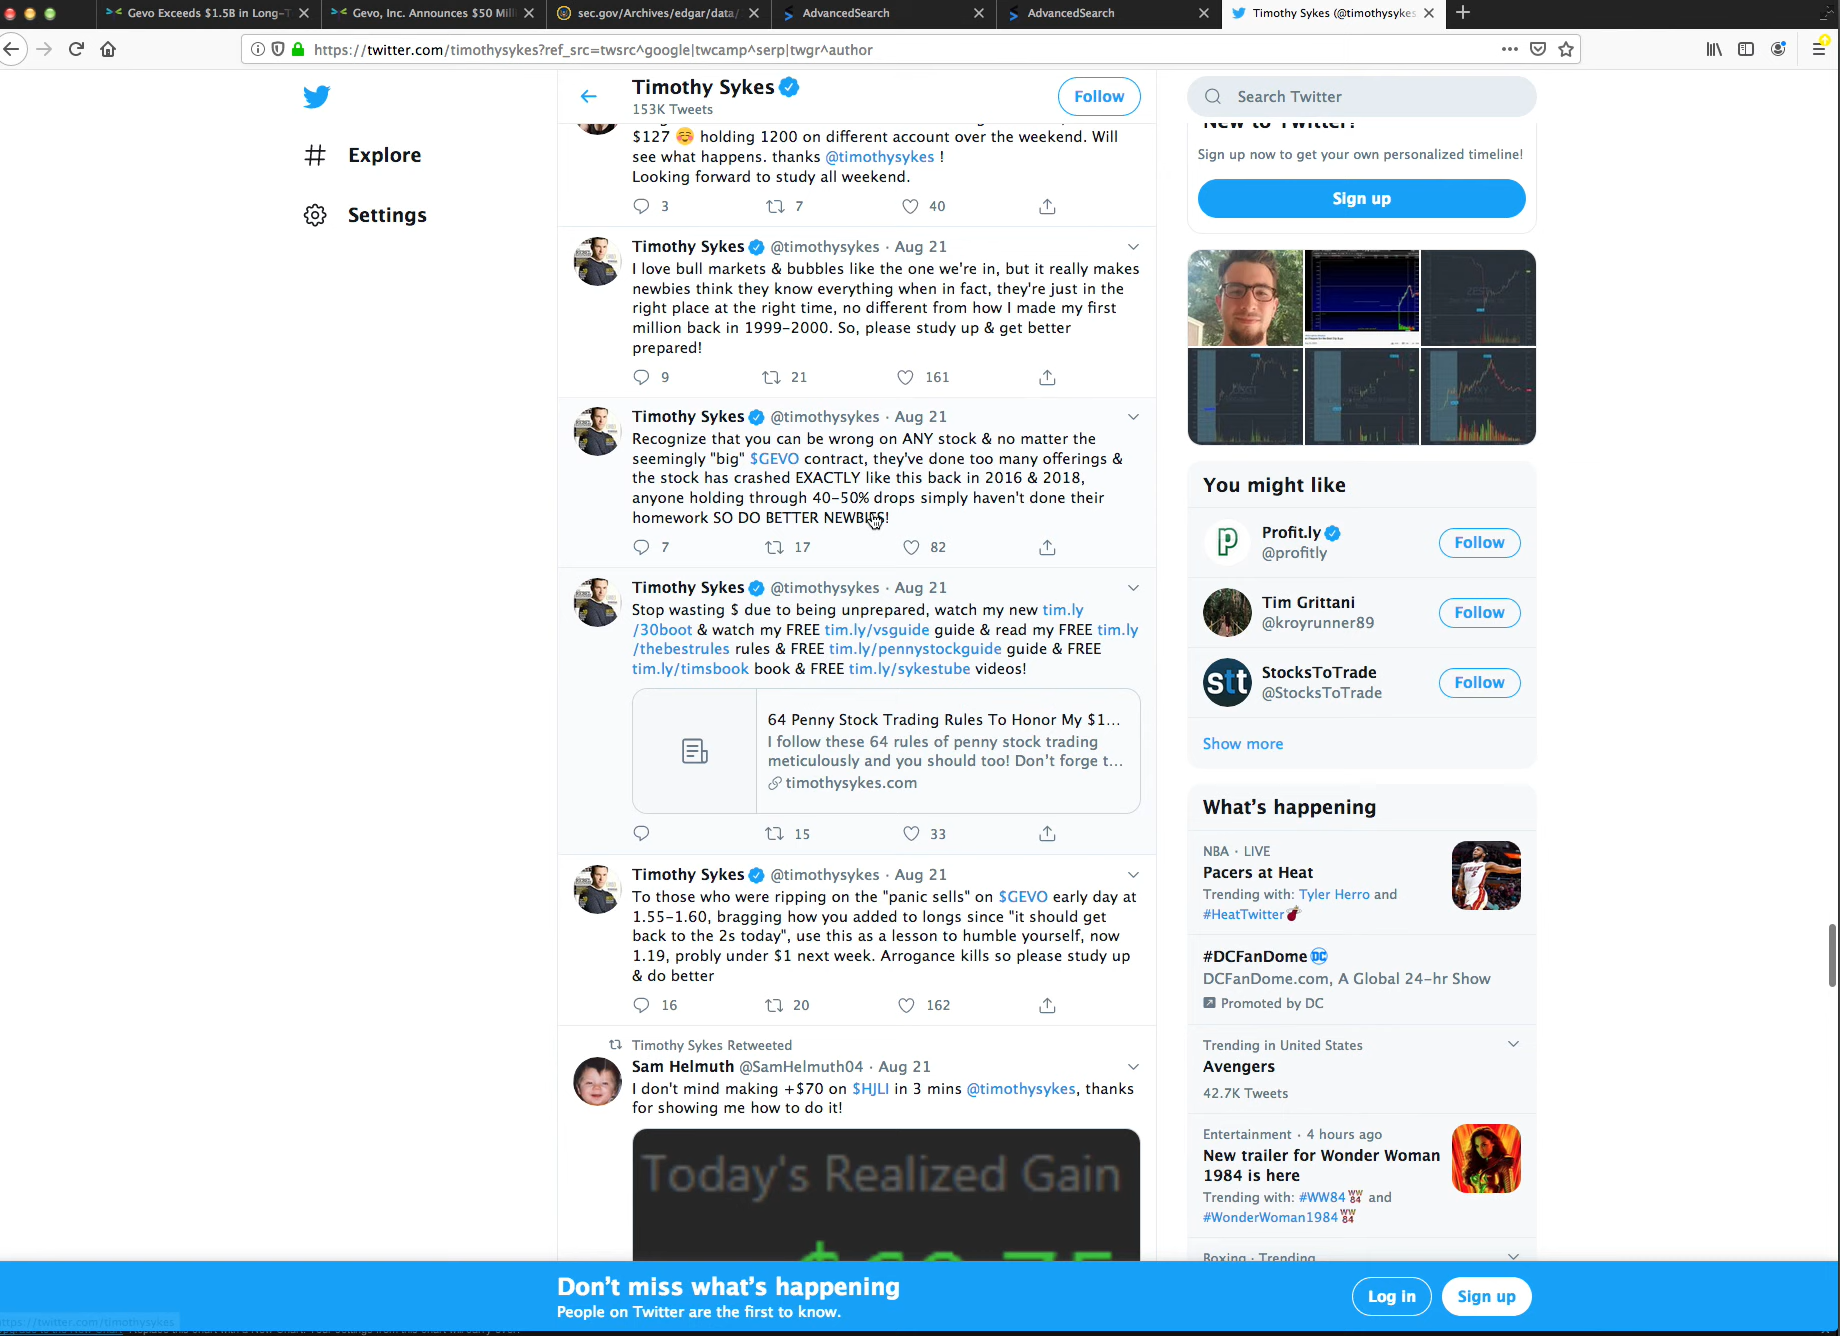 Gevo Exceeds $1.5B in Long-T
Gevo, Inc. Announces $50 Mil
sec.gov/Archives/edgar/data/
AdvancedSearch
AdvancedSearch
Timothy Sykes (@timothysykes
https://twitter.com/timothysykes?ref_src=twsrc^google|twcamp^serp|twgr^author
Explore
Settings
Timothy Sykes
153K Tweets
Follow
$127 holding 1200 on different account over the weekend. Will
see what happens. thanks @timothysykes !
Looking forward to study all weekend.
3 7 40
Timothy Sykes @timothysykes · Aug 21
I love bull markets & bubbles like the one we're in, but it really makes
newbies think they know everything when in fact, they're just in the
right place at the right time, no different from how I made my first
million back in 1999-2000. So, please study up & get better
prepared!
9 21 161
Timothy Sykes @timothysykes · Aug 21
Recognize that you can be wrong on ANY stock & no matter the
seemingly "big" $GEVO contract, they've done too many offerings &
the stock has crashed EXACTLY like this back in 2016 & 2018,
anyone holding through 40-50% drops simply haven't done their
homework SO DO BETTER NEWBIES!
7 17 82
Timothy Sykes @timothysykes · Aug 21
Stop wasting $ due to being unprepared, watch my new tim.ly
/30boot & watch my FREE tim.ly/vsguide guide & read my FREE tim.ly
/thebestrules rules & FREE tim.ly/pennystockguide guide & FREE
tim.ly/timsbook book & FREE tim.ly/sykestube videos!
64 Penny Stock Trading Rules To Honor My $1...
I follow these 64 rules of penny stock trading
meticulously and you should too! Don't forge t...
timothysykes.com
15 33
Timothy Sykes @timothysykes · Aug 21
To those who were ripping on the "panic sells" on $GEVO early day at
1.55-1.60, bragging how you added to longs since "it should get
back to the 2s today", use this as a lesson to humble yourself, now
1.19, probly under $1 next week. Arrogance kills so please study up
& do better
16 20 162
Timothy Sykes Retweeted
Sam Helmuth @SamHelmuth04 · Aug 21
I don't mind making +$70 on $HJLI in 3 mins @timothysykes, thanks
for showing me how to do it!
Today's Realized Gain
Search Twitter
New to Twitter?
Sign up now to get your own personalized timeline!
Sign up
You might like
Profit.ly
@profitly
Follow
Tim Grittani
@kroyrunner89
Follow
stt
StocksToTrade
@StocksToTrade
Follow
Show more
What's happening
NBA · LIVE
Pacers at Heat
Trending with: Tyler Herro and
#HeatTwitter
#DCFanDome
DCFanDome.com, A Global 24-hr Show
Promoted by DC
Trending in United States
Avengers
42.7K Tweets
Entertainment · 4 hours ago
New trailer for Wonder Woman
1984 is here
Trending with: #WW84 and
#WonderWoman1984
Boxing · Trending
Don't miss what's happening
People on Twitter are the first to know.
Log in
Sign up
https://twitter.com/timothysykes